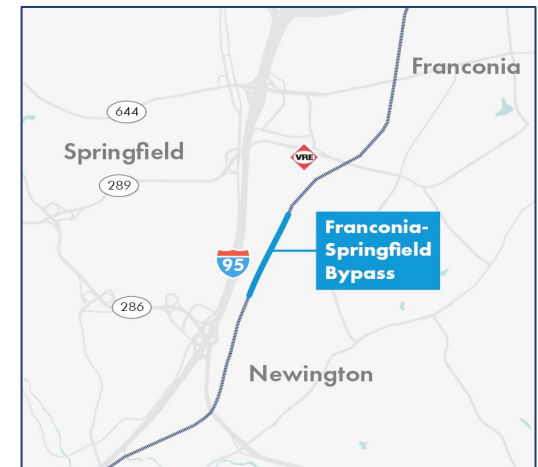 Franconia
644
Springfield
VRE
289
Franconia-
Springfield
Bypass
95
286
Newington